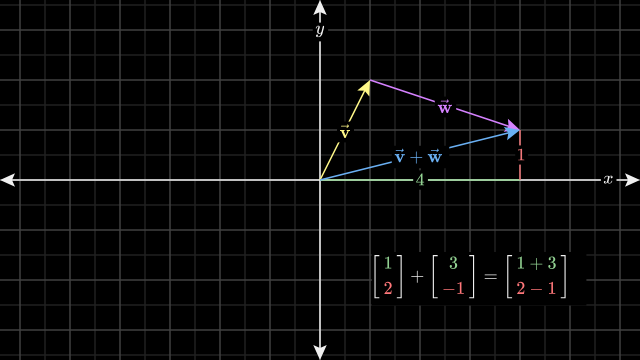 y
v⃗
w⃗
v⃗ + w⃗
1
4
x
[1 2] + [3 −1] = [1 + 3 2 − 1]